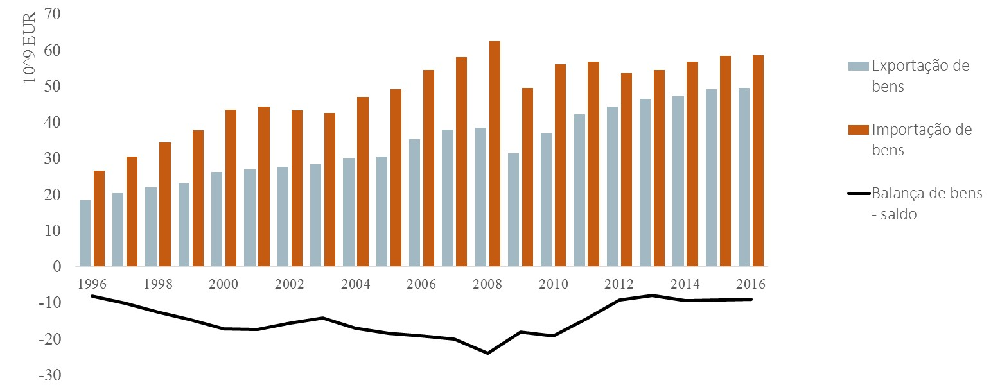 10^9 EUR
70
60
50
40
30
20
10
0
-10
-20
-30
1996 1998 2000 2002 2004 2006 2008 2010 2012 2014 2016
Exportação de
bens
Importação de
bens
Balança de bens
- saldo